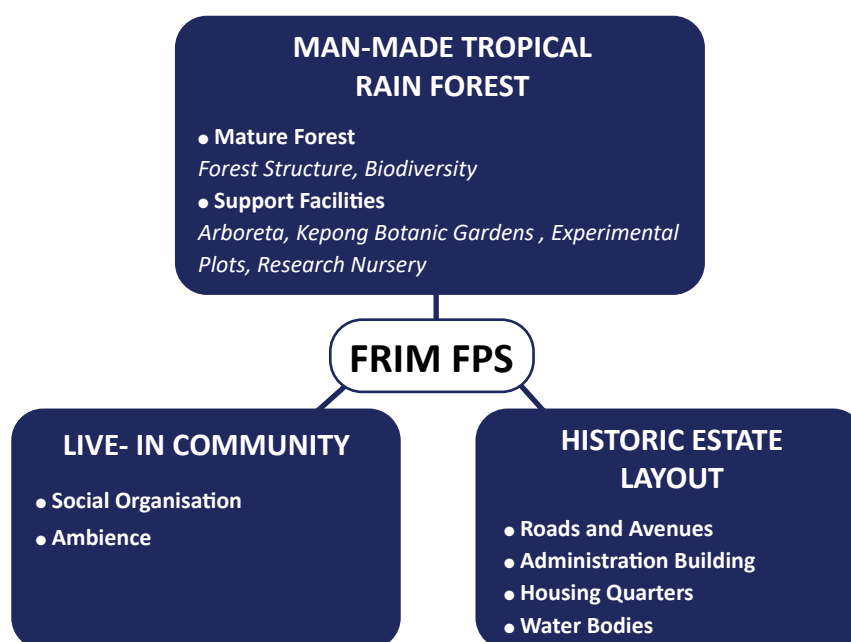 MAN-MADE TROPICAL
RAIN FOREST
● Mature Forest
Forest Structure, Biodiversity
● Support Facilities
Arboreta, Kepong Botanic Gardens , Experimental
Plots, Research Nursery
FRIM FPS
LIVE- IN COMMUNITY
● Social Organisation
● Ambience
HISTORIC ESTATE
LAYOUT
● Roads and Avenues
● Administration Building
● Housing Quarters
● Water Bodies